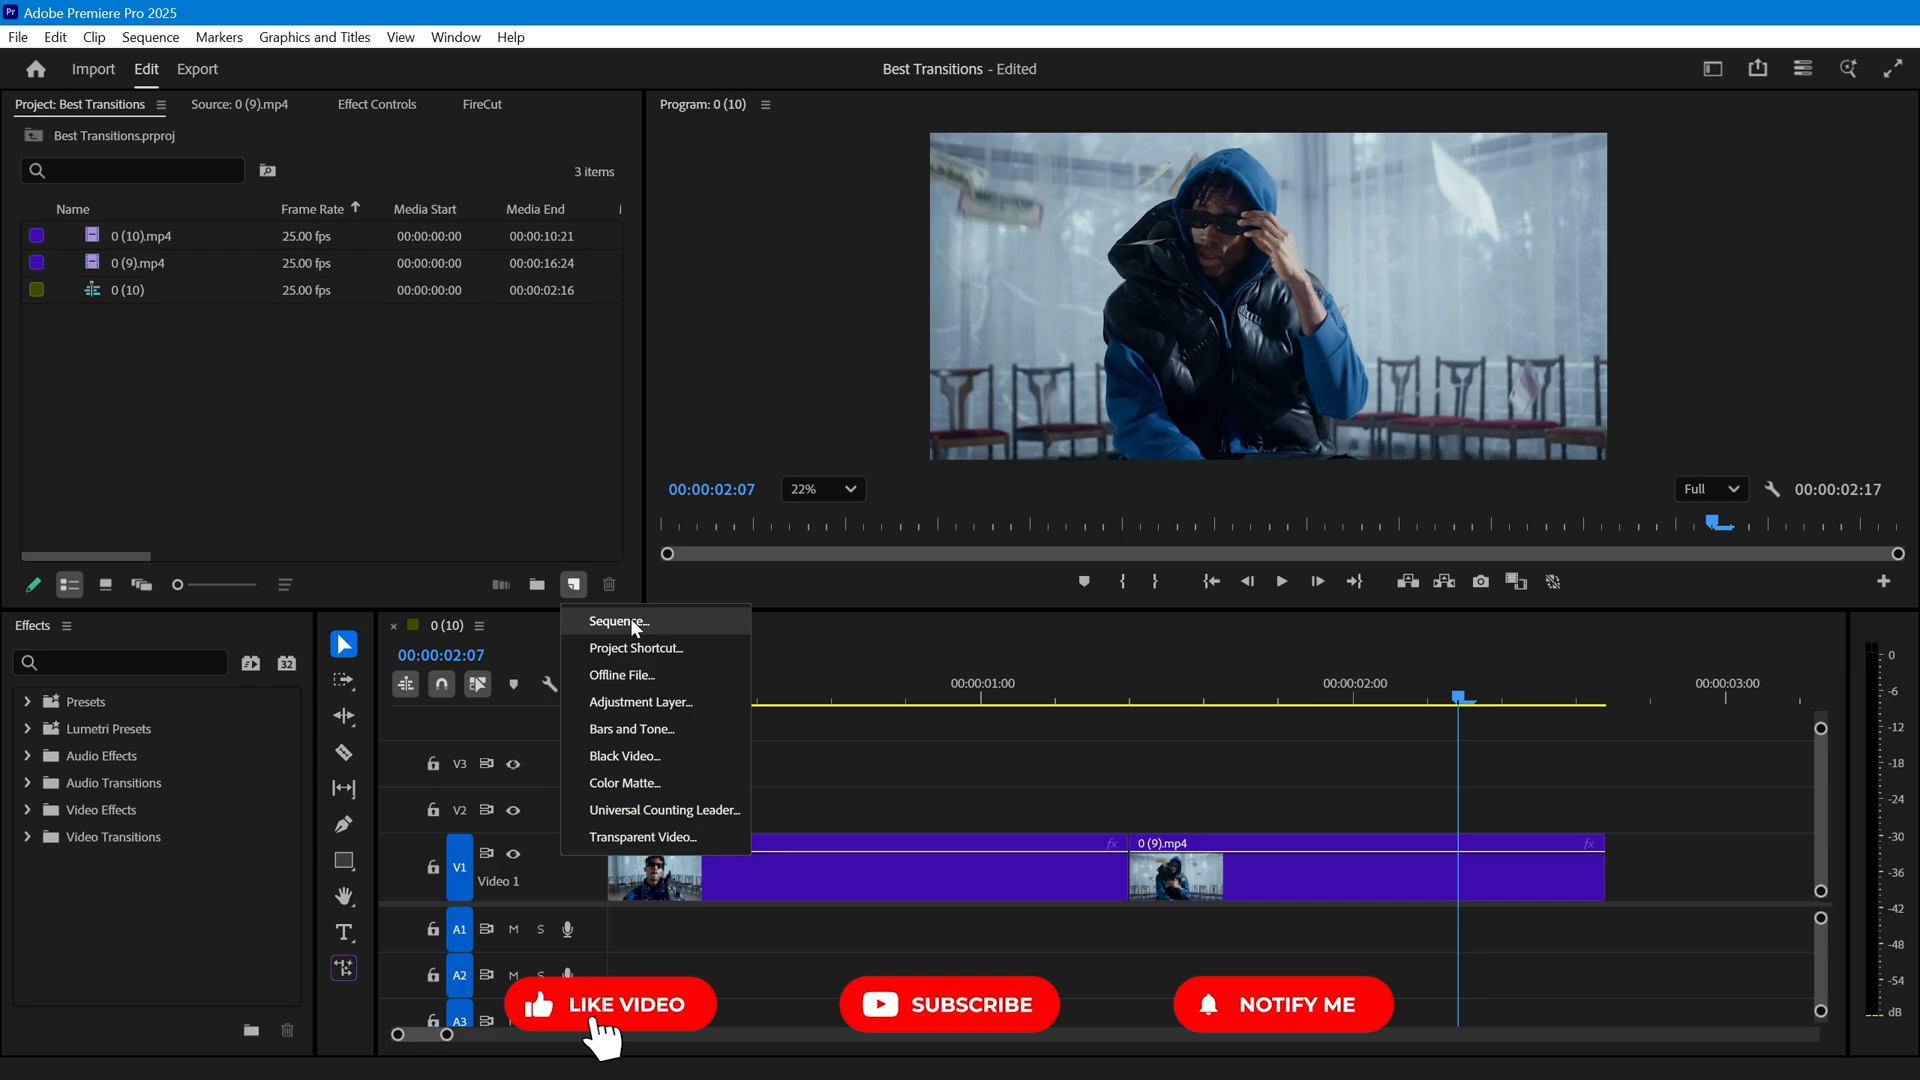 Pr Adobe Premiere Pro 2025
File Edit Clip Sequence Markers Graphics and Titles View Window Help
Import Edit Export
Best Transitions - Edited
Project: Best Transitions Source: 0 (9).mp4 Effect Controls FireCut
Program: 0 (10)
Best Transitions.prproj
3 items
Name Frame Rate Media Start Media End
0 (10).mp4 25.00 fps 00:00:00:00 00:00:10:21
0 (9).mp4 25.00 fps 00:00:00:00 00:00:16:24
0 (10) 25.00 fps 00:00:00:00 00:00:02:16
00:00:02:07 22% Full 00:00:02:17
Effects
32
Presets
Lumetri Presets
Audio Effects
Audio Transitions
Video Effects
Video Transitions
× 0 (10)
00:00:02:07
Sequence...
Project Shortcut...
Offline File...
Adjustment Layer...
Bars and Tone...
Black Video...
Color Matte...
Universal Counting Leader...
Transparent Video...
00:00:01:00 00:00:02:00 00:00:03:00
V3
V2
V1
Video 1
fx 0 (9).mp4 fx
A1 M S
A2 M S
A3
LIKE VIDEO SUBSCRIBE NOTIFY ME
0
-6
-12
-18
-24
-30
-36
-42
-48
-54
dB